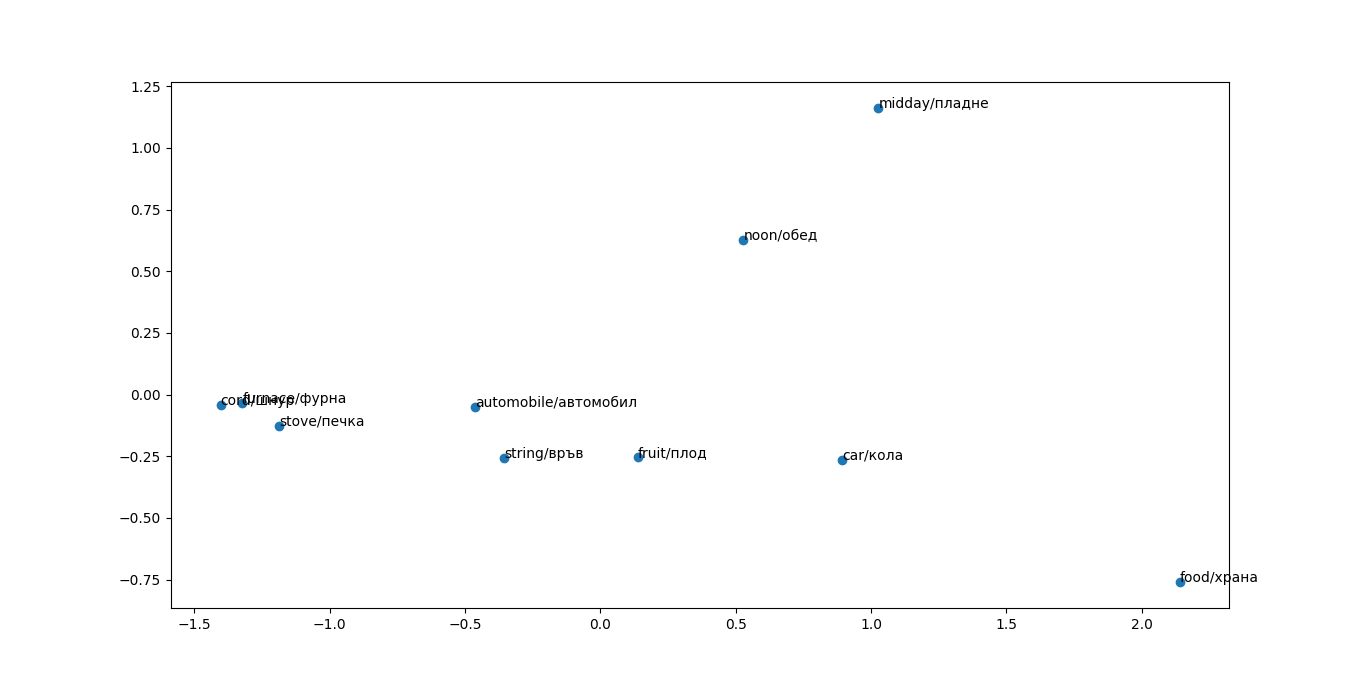 1.25
midday/пладне
1.00
0.75
noon/обед
0.50
0.25
0.00
cord/шнур
furnace/фурна
automobile/автомобил
stove/печка
−0.25
string/връв
fruit/плод
car/кола
−0.50
−0.75
food/храна
−1.5 −1.0 −0.5 0.0 0.5 1.0 1.5 2.0